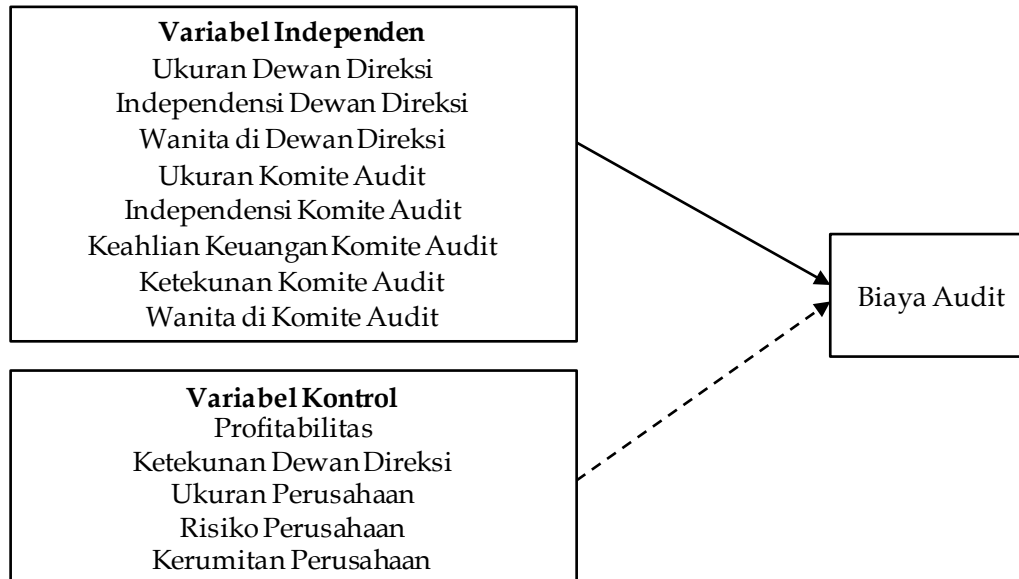 Variabel Independen
Ukuran Dewan Direksi
Independensi Dewan Direksi
Wanita di Dewan Direksi
Ukuran Komite Audit
Independensi Komite Audit
Keahlian Keuangan Komite Audit
Ketekunan Komite Audit
Wanita di Komite Audit
Biaya Audit
Variabel Kontrol
Profitabilitas
Ketekunan Dewan Direksi
Ukuran Perusahaan
Risiko Perusahaan
Kerumitan Perusahaan